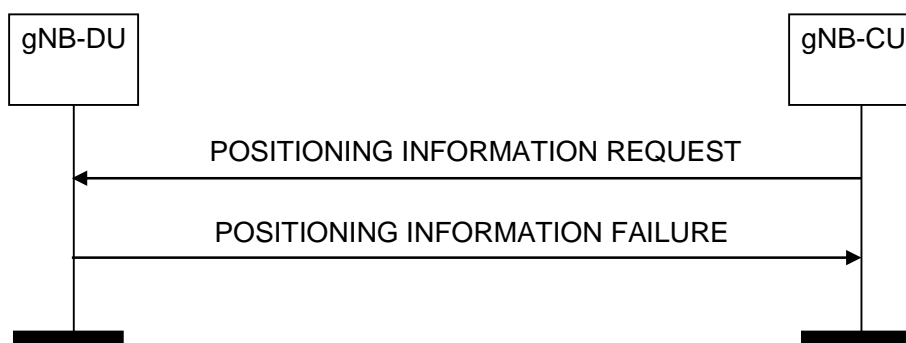 gNB-DU
gNB-CU
POSITIONING INFORMATION REQUEST
POSITIONING INFORMATION FAILURE